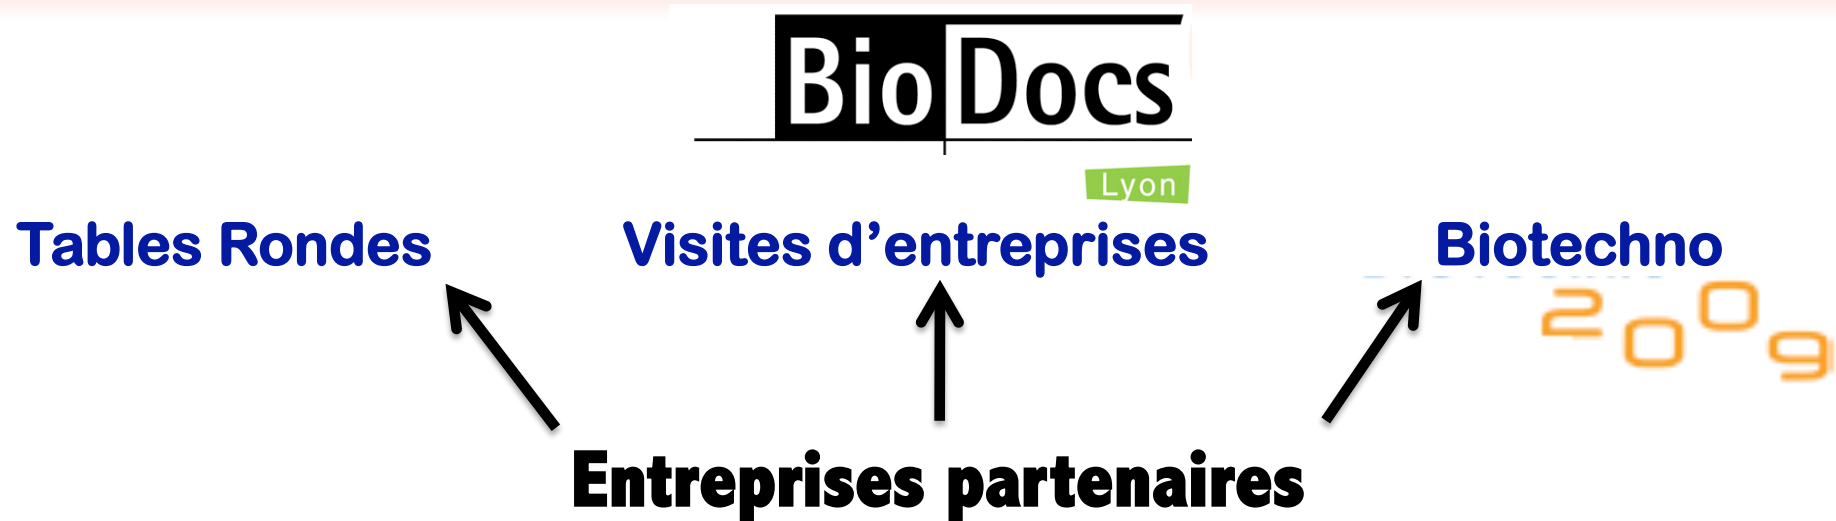 BioDocs
Lyon
Tables Rondes
Visites d’entreprises
Biotechno
2009
Entreprises partenaires